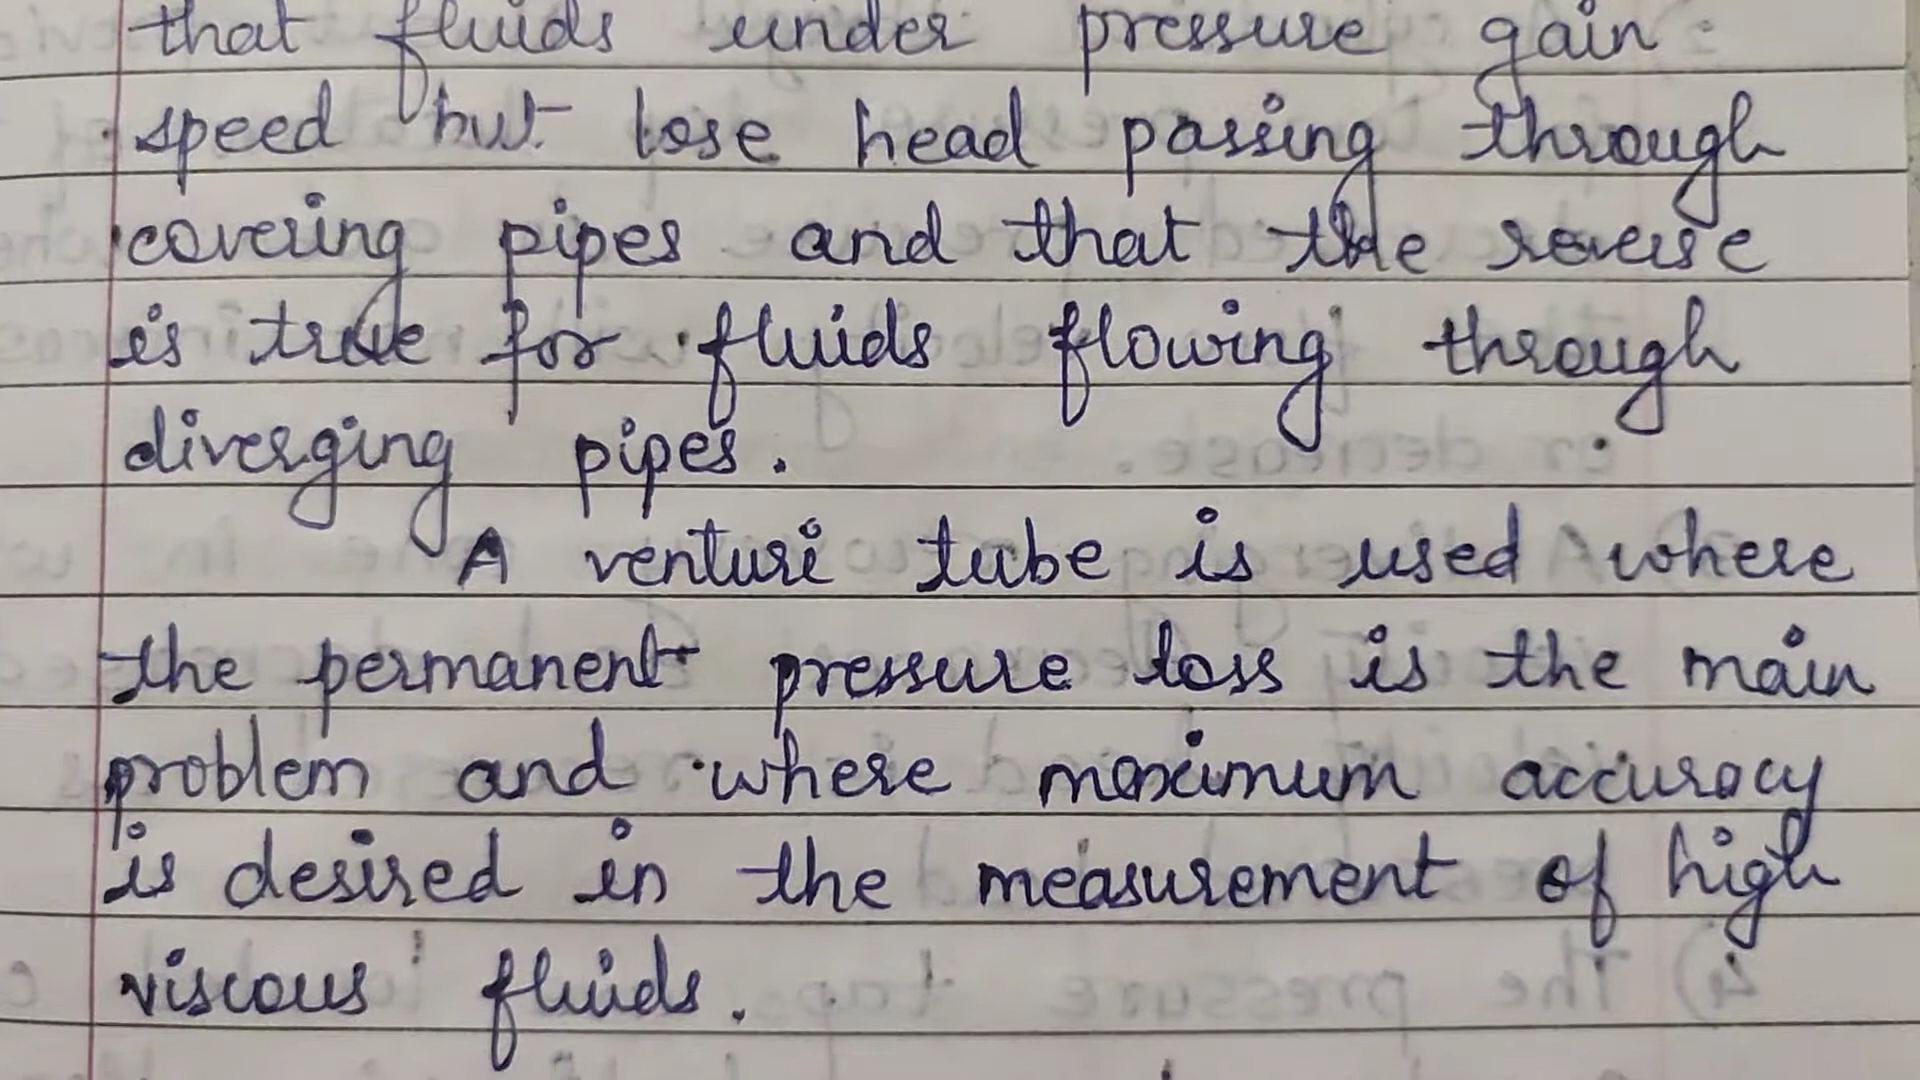 that fluids under pressure gain
speed but lose head passing through
covering pipes and that the reverse
is true for fluids flowing through
diverging pipes.
A venturi tube is used where
the permanent pressure loss is the main
problem and where maximum accuracy
is desired in the measurement of high
viscous fluids.